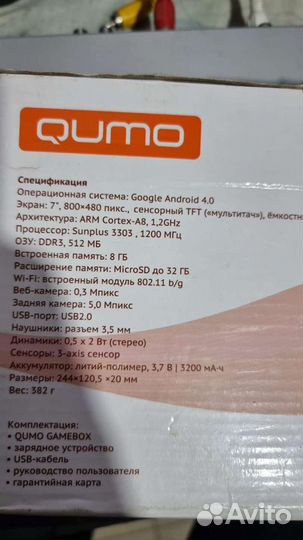 QUMO
Спецификация
Операционная система: Google Android 4.0
Экран: 7", 800×480 пикс., сенсорный TFT («мультитач»), ёмкостн
Архитектура: ARM Cortex-A8, 1,2GHz
Процессор: Sunplus 3303 , 1200 МГц
ОЗУ: DDR3, 512 МБ
Встроенная память: 8 ГБ
Расширение памяти: MicroSD до 32 ГБ
Wi-Fi: встроенный модуль 802.11 b/g
Веб-камера: 0,3 Мпикс
Задняя камера: 5,0 Мпикс
USB-порт: USB2.0
Наушники: разъем 3,5 мм
Динамики: 0,5 x 2 Вт (стерео)
Сенсоры: 3-axis сенсор
Аккумулятор: литий-полимер, 3,7 В | 3200 мА·ч
Размеры: 244×120,5 ×20 мм
Вес: 382 г
Комплектация:
• QUMO GAMEBOX
• зарядное устройство
• USB-кабель
• руководство пользователя
• гарантийная карта
Avito